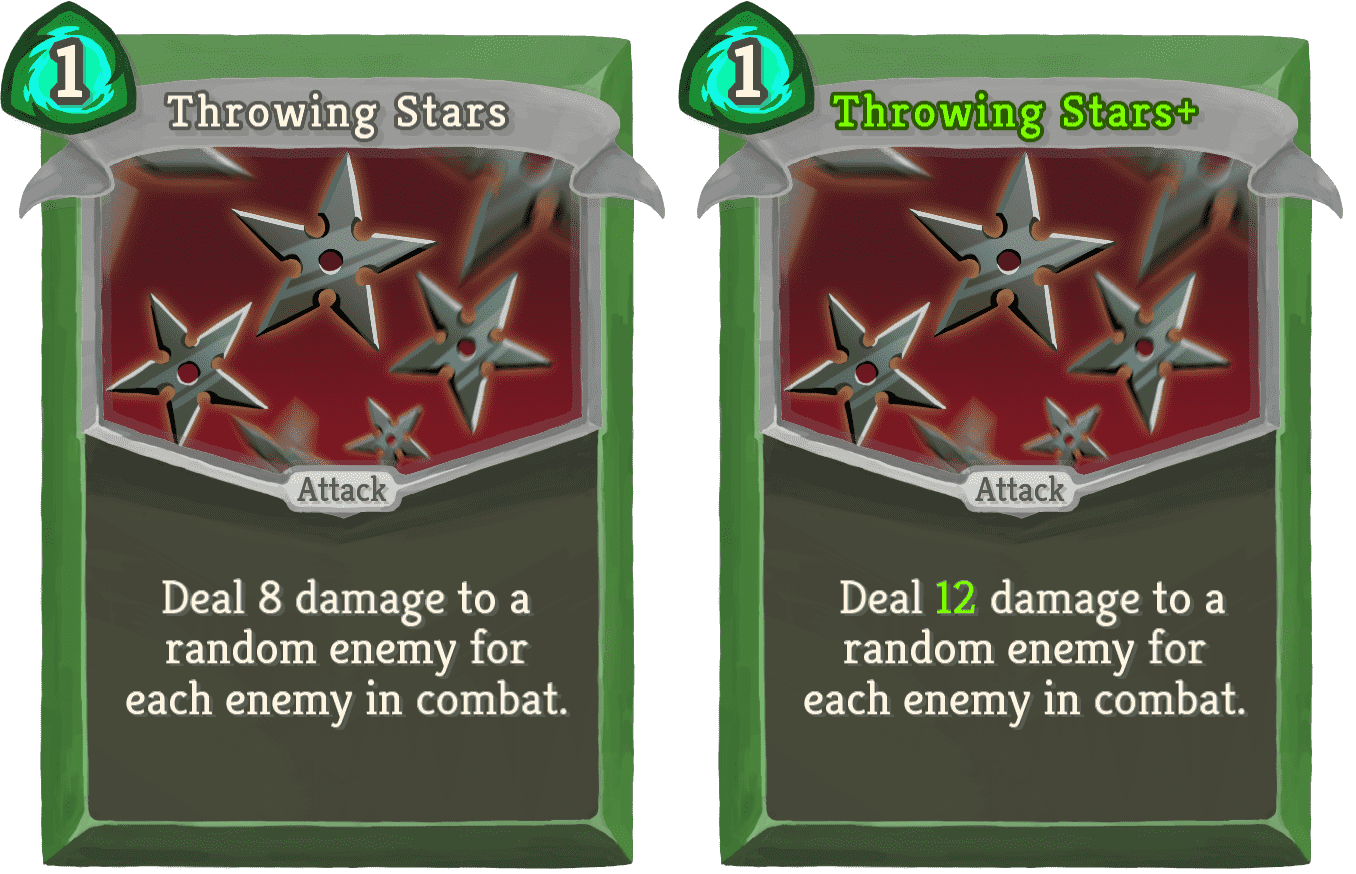 1
Throwing Stars
Attack
Deal 8 damage to a
random enemy for
each enemy in combat.
1
Throwing Stars+
Attack
Deal 12 damage to a
random enemy for
each enemy in combat.